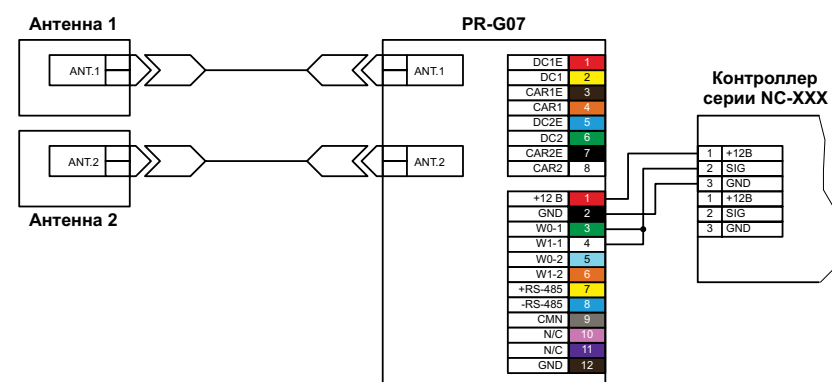 Антенна 1
PR-G07
ANT.1
ANT.1
DC1E 1
DC1 2
CAR1E 3
CAR1 4
DC2E 5
DC2 6
CAR2E 7
CAR2 8
Контроллер
серии NC-XXX
ANT.2
ANT.2
Антенна 2
+12 В 1
GND 2
W0-1 3
W1-1 4
W0-2 5
W1-2 6
+RS-485 7
-RS-485 8
CMN 9
N/C 10
N/C 11
GND 12
1 +12В
2 SIG
3 GND
1 +12В
2 SIG
3 GND